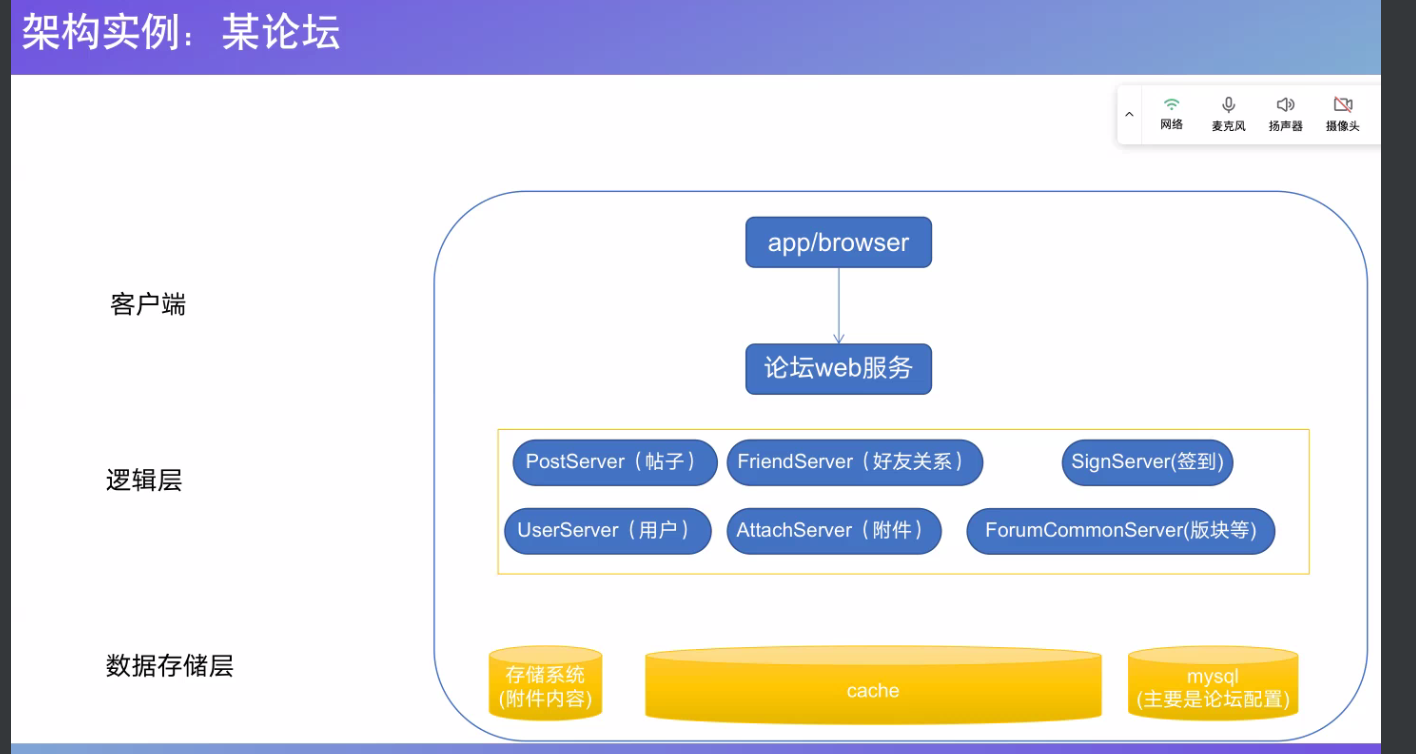 架构实例：某论坛
网络
麦克风
扬声器
摄像头
客户端
app/browser
论坛web服务
逻辑层
PostServer（帖子）
FriendServer（好友关系）
SignServer(签到)
UserServer（用户）
AttachServer（附件）
ForumCommonServer(版块等)
数据存储层
存储系统
(附件内容)
cache
mysql
(主要是论坛配置)